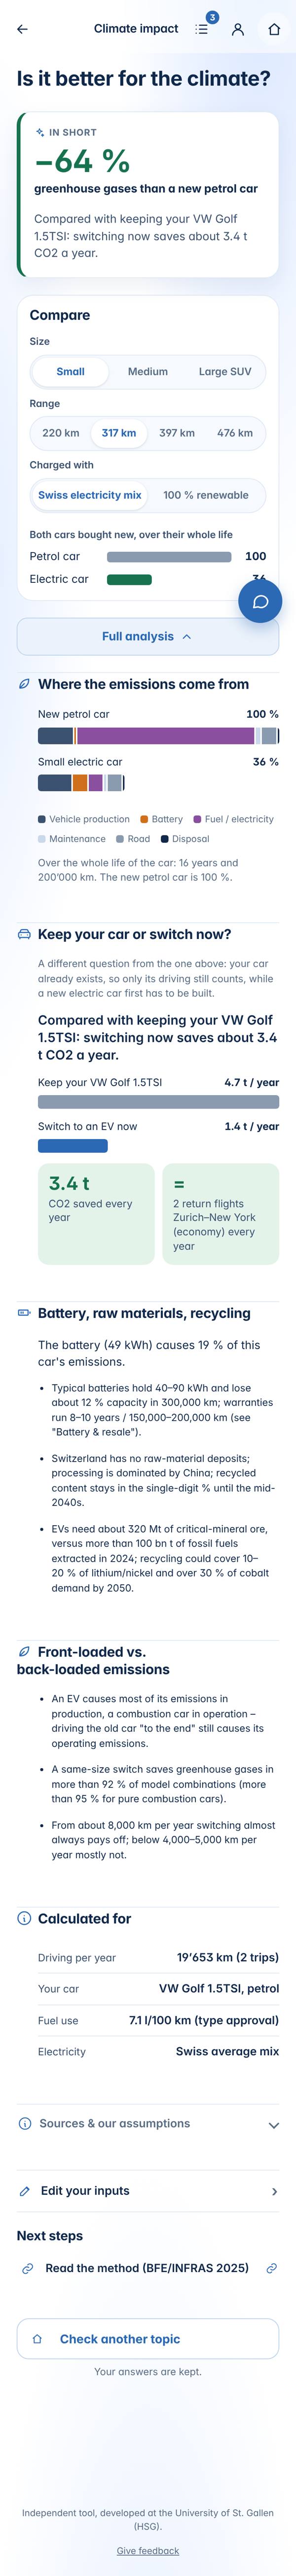 Climate impact
3
Is it better for the climate?
IN SHORT
−64 %
greenhouse gases than a new petrol car
Compared with keeping your VW Golf
1.5TSI: switching now saves about 3.4 t
CO2 a year.
Compare
Size
Small Medium Large SUV
Range
220 km 317 km 397 km 476 km
Charged with
Swiss electricity mix 100 % renewable
Both cars bought new, over their whole life
Petrol car 100
Electric car
Full analysis
Where the emissions come from
New petrol car 100 %
Small electric car 36 %
Vehicle production Battery Fuel / electricity
Maintenance Road Disposal
Over the whole life of the car: 16 years and
200’000 km. The new petrol car is 100 %.
Keep your car or switch now?
A different question from the one above: your car
already exists, so only its driving still counts, while
a new electric car first has to be built.
Compared with keeping your VW Golf
1.5TSI: switching now saves about 3.4
t CO2 a year.
Keep your VW Golf 1.5TSI 4.7 t / year
Switch to an EV now 1.4 t / year
3.4 t
CO2 saved every
year
=
2 return flights
Zurich–New York
(economy) every
year
Battery, raw materials, recycling
The battery (49 kWh) causes 19 % of this
car's emissions.
• Typical batteries hold 40–90 kWh and lose
about 12 % capacity in 300,000 km; warranties
run 8–10 years / 150,000–200,000 km (see
"Battery & resale").
• Switzerland has no raw-material deposits;
processing is dominated by China; recycled
content stays in the single-digit % until the mid-
2040s.
• EVs need about 320 Mt of critical-mineral ore,
versus more than 100 bn t of fossil fuels
extracted in 2024; recycling could cover 10–
20 % of lithium/nickel and over 30 % of cobalt
demand by 2050.
Front-loaded vs.
back-loaded emissions
• An EV causes most of its emissions in
production, a combustion car in operation –
driving the old car "to the end" still causes its
operating emissions.
• A same-size switch saves greenhouse gases in
more than 92 % of model combinations (more
than 95 % for pure combustion cars).
• From about 8,000 km per year switching almost
always pays off; below 4,000–5,000 km per
year mostly not.
Calculated for
Driving per year 19’653 km (2 trips)
Your car VW Golf 1.5TSI, petrol
Fuel use 7.1 l/100 km (type approval)
Electricity Swiss average mix
Sources & our assumptions
Edit your inputs
Next steps
Read the method (BFE/INFRAS 2025)
Check another topic
Your answers are kept.
Independent tool, developed at the University of St. Gallen
(HSG).
Give feedback